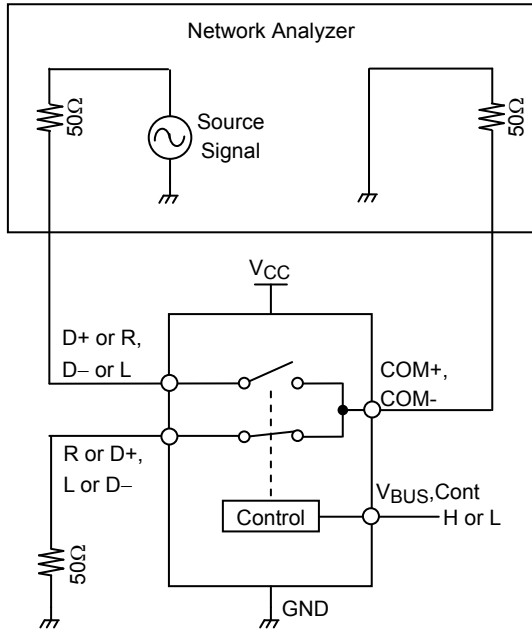 Network Analyzer
50Ω
Source
Signal
50Ω
VCC
D+ or R,
D− or L
COM+,
COM-
R or D+,
L or D−
VBUS,Cont
H or L
Control
50Ω
GND